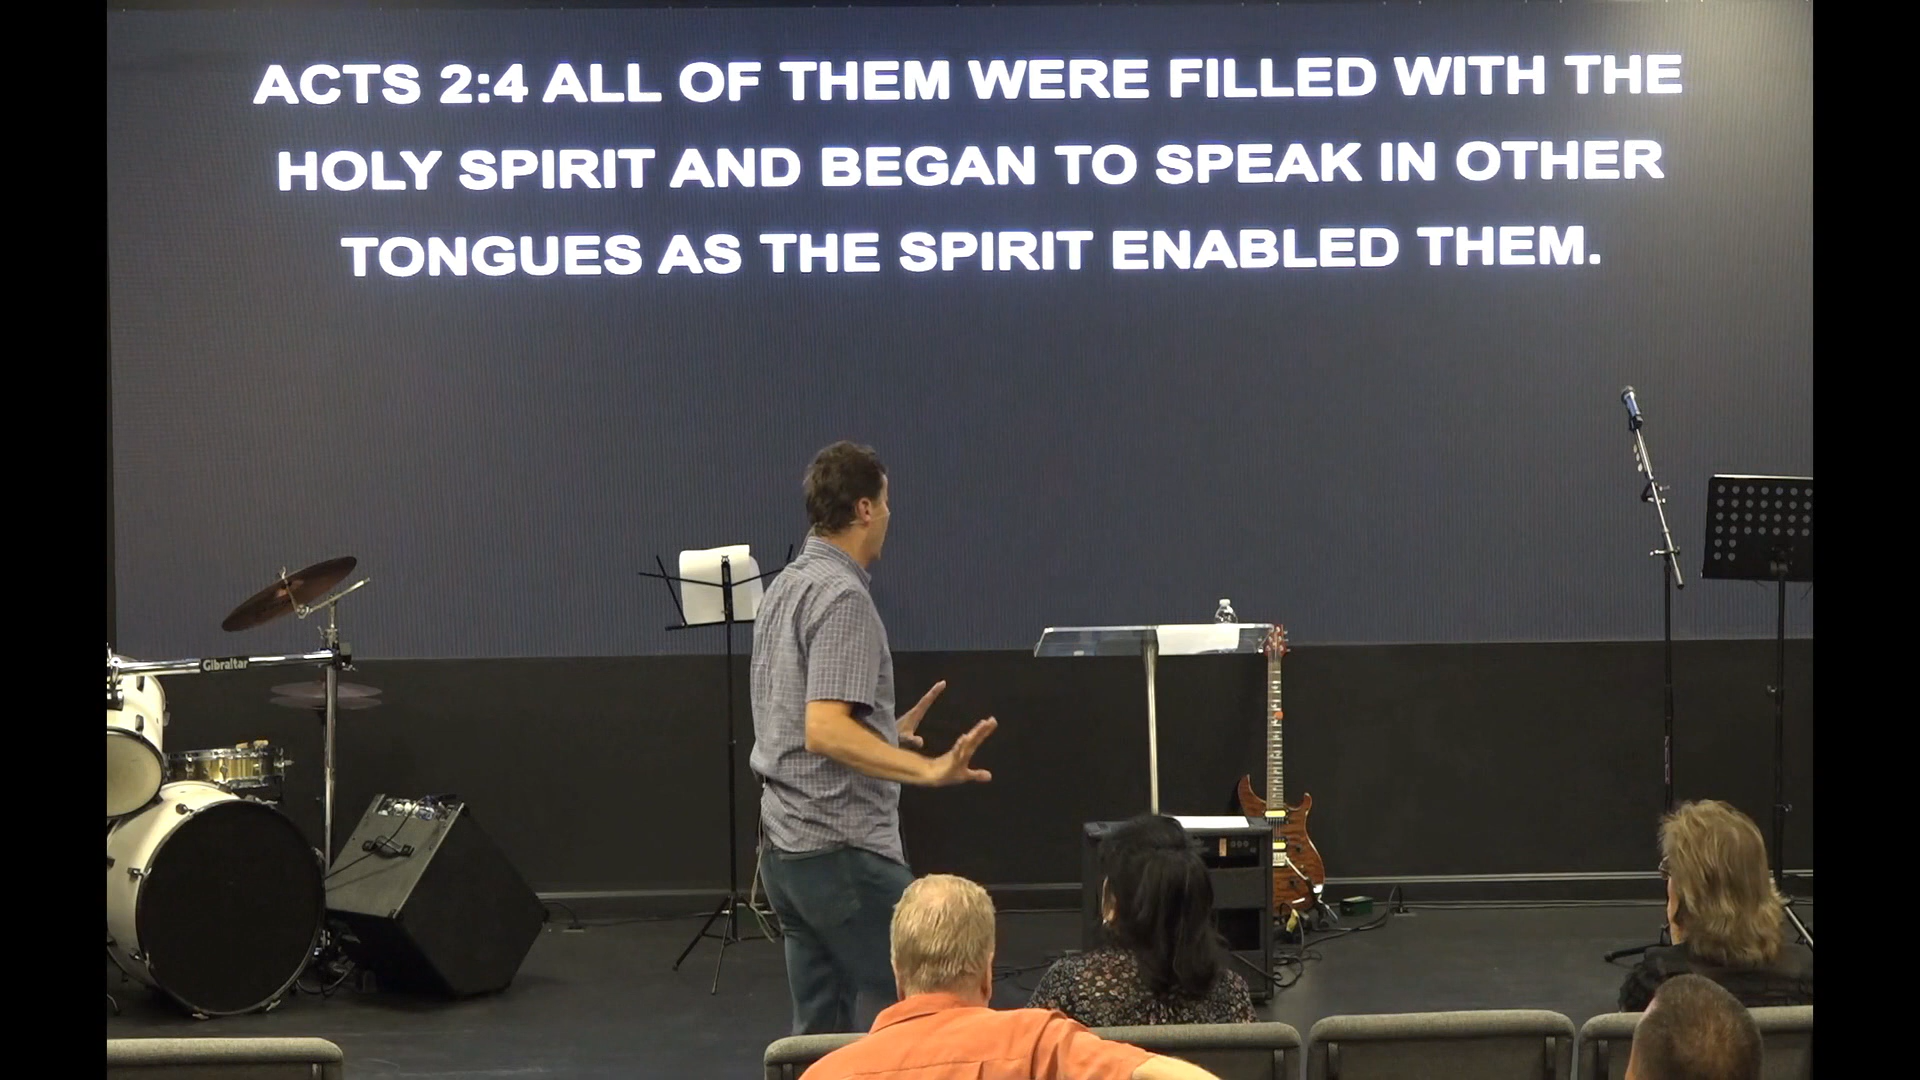 ACTS 2:4 ALL OF THEM WERE FILLED WITH THE
HOLY SPIRIT AND BEGAN TO SPEAK IN OTHER
TONGUES AS THE SPIRIT ENABLED THEM.
Gibraltar